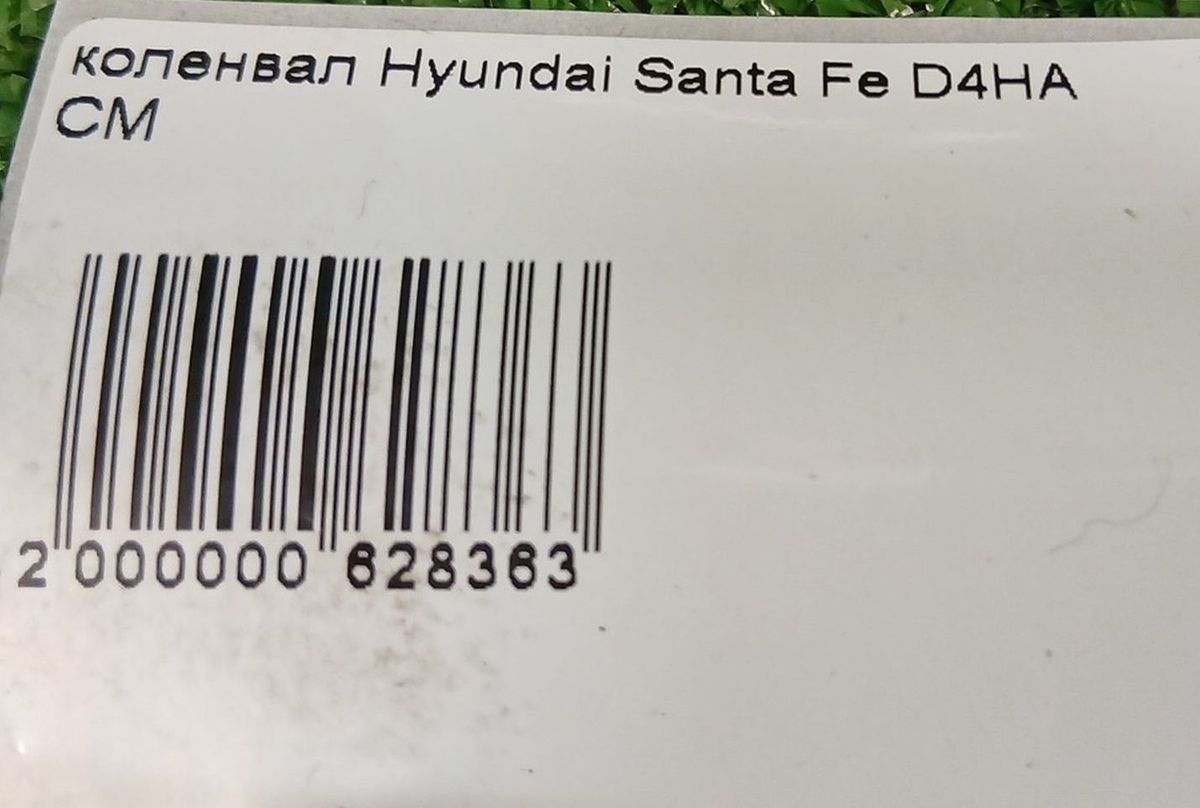 коленвал Hyundai Santa Fe D4HA
CM
2 000000 628363